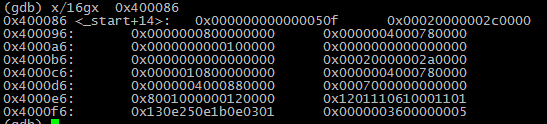 (gdb) x/16gx  0x400086
0x400086 <_start+14>:   0x000000000000050f      0x00020000002c0000
0x400096:       0x0000000800000000      0x0000004000780000
0x4000a6:       0x0000000000100000      0x0000000000000000
0x4000b6:       0x0000000000000000      0x00020000002a0000
0x4000c6:       0x0000010800000000      0x0000004000780000
0x4000d6:       0x0000004000880000      0x0007000000000000
0x4000e6:       0x8001000000120000      0x1201110610001101
0x4000f6:       0x130e250e1b0e0301      0x0000003600000005
(gdb)